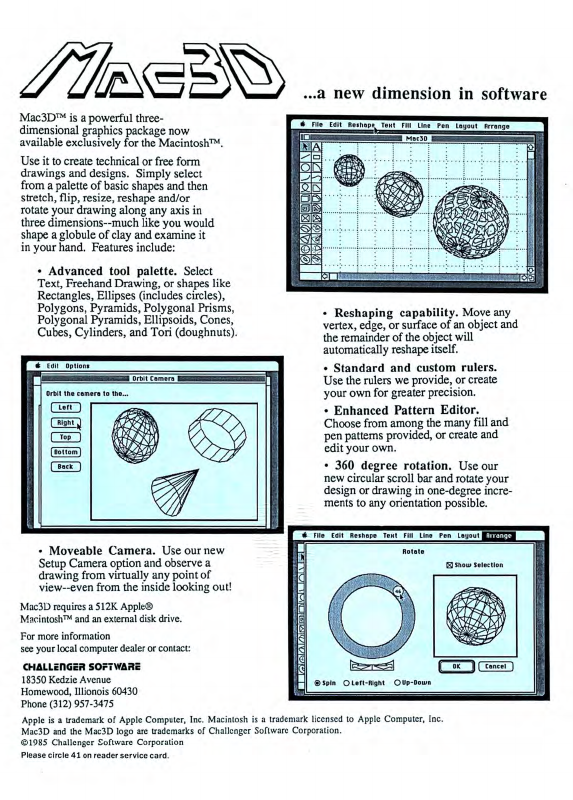 Mac3D
...a new dimension in software
Mac3D™ is a powerful three-
dimensional graphics package now
available exclusively for the Macintosh™.
Use it to create technical or free form
drawings and designs. Simply select
from a palette of basic shapes and then
stretch, flip, resize, reshape and/or
rotate your drawing along any axis in
three dimensions--much like you would
shape a globule of clay and examine it
in your hand. Features include:
• Advanced tool palette. Select
Text, Freehand Drawing, or shapes like
Rectangles, Ellipses (includes circles),
Polygons, Pyramids, Polygonal Prisms,
Polygonal Pyramids, Ellipsoids, Cones,
Cubes, Cylinders, and Tori (doughnuts).
File Edit Reshape Text Fill Line Pen Layout Arrange
Mac3D
A
• Reshaping capability. Move any
vertex, edge, or surface of an object and
the remainder of the object will
automatically reshape itself.
• Standard and custom rulers.
Use the rulers we provide, or create
your own for greater precision.
• Enhanced Pattern Editor.
Choose from among the many fill and
pen patterns provided, or create and
edit your own.
• 360 degree rotation. Use our
new circular scroll bar and rotate your
design or drawing in one-degree incre-
ments to any orientation possible.
Edit Options
Orbit Camera
Orbit the camera to the...
Left
Right
Top
Bottom
Back
• Moveable Camera. Use our new
Setup Camera option and observe a
drawing from virtually any point of
view--even from the inside looking out!
File Edit Reshape Text Fill Line Pen Layout Arrange
Rotate
Show Selection
OK Cancel
Spin Left-Right Up-Down
Mac3D requires a 512K Apple®
Macintosh™ and an external disk drive.
For more information
see your local computer dealer or contact:
CHALLENGER SOFTWARE
18350 Kedzie Avenue
Homewood, Illionois 60430
Phone (312) 957-3475
Apple is a trademark of Apple Computer, Inc. Macintosh is a trademark licensed to Apple Computer, Inc.
Mac3D and the Mac3D logo are trademarks of Challenger Software Corporation.
©1985 Challenger Software Corporation
Please circle 41 on reader service card.